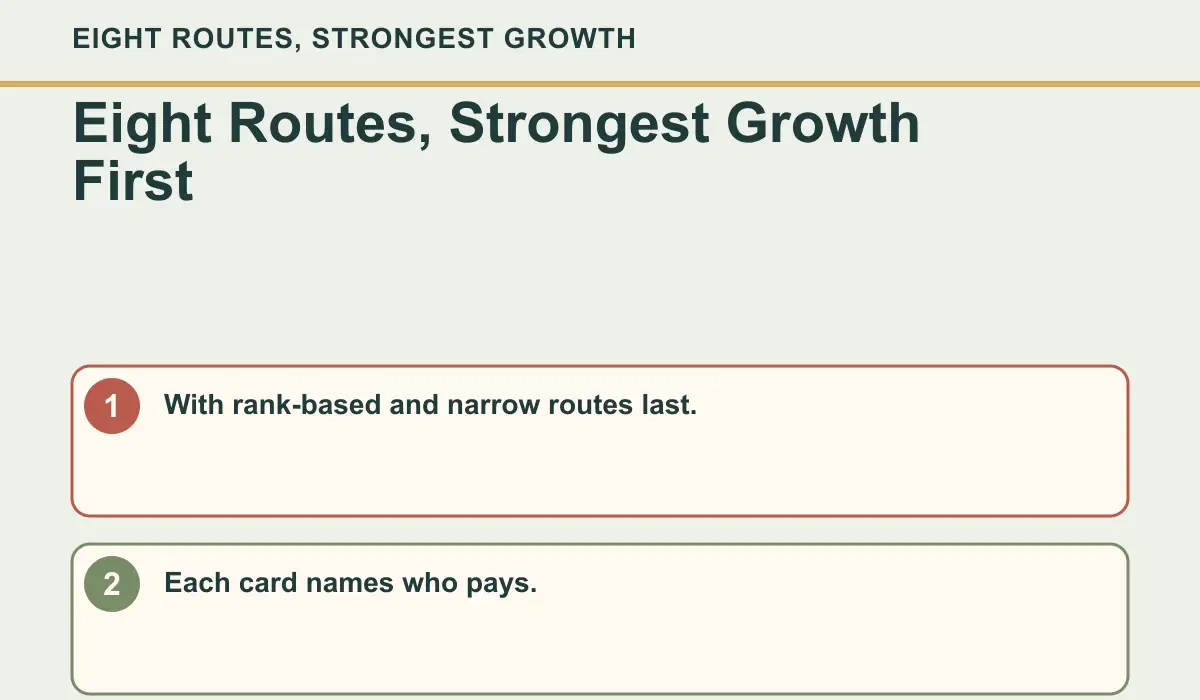 EIGHT ROUTES, STRONGEST GROWTH
Eight Routes, Strongest Growth
First
1
With rank-based and narrow routes last.
2
Each card names who pays.